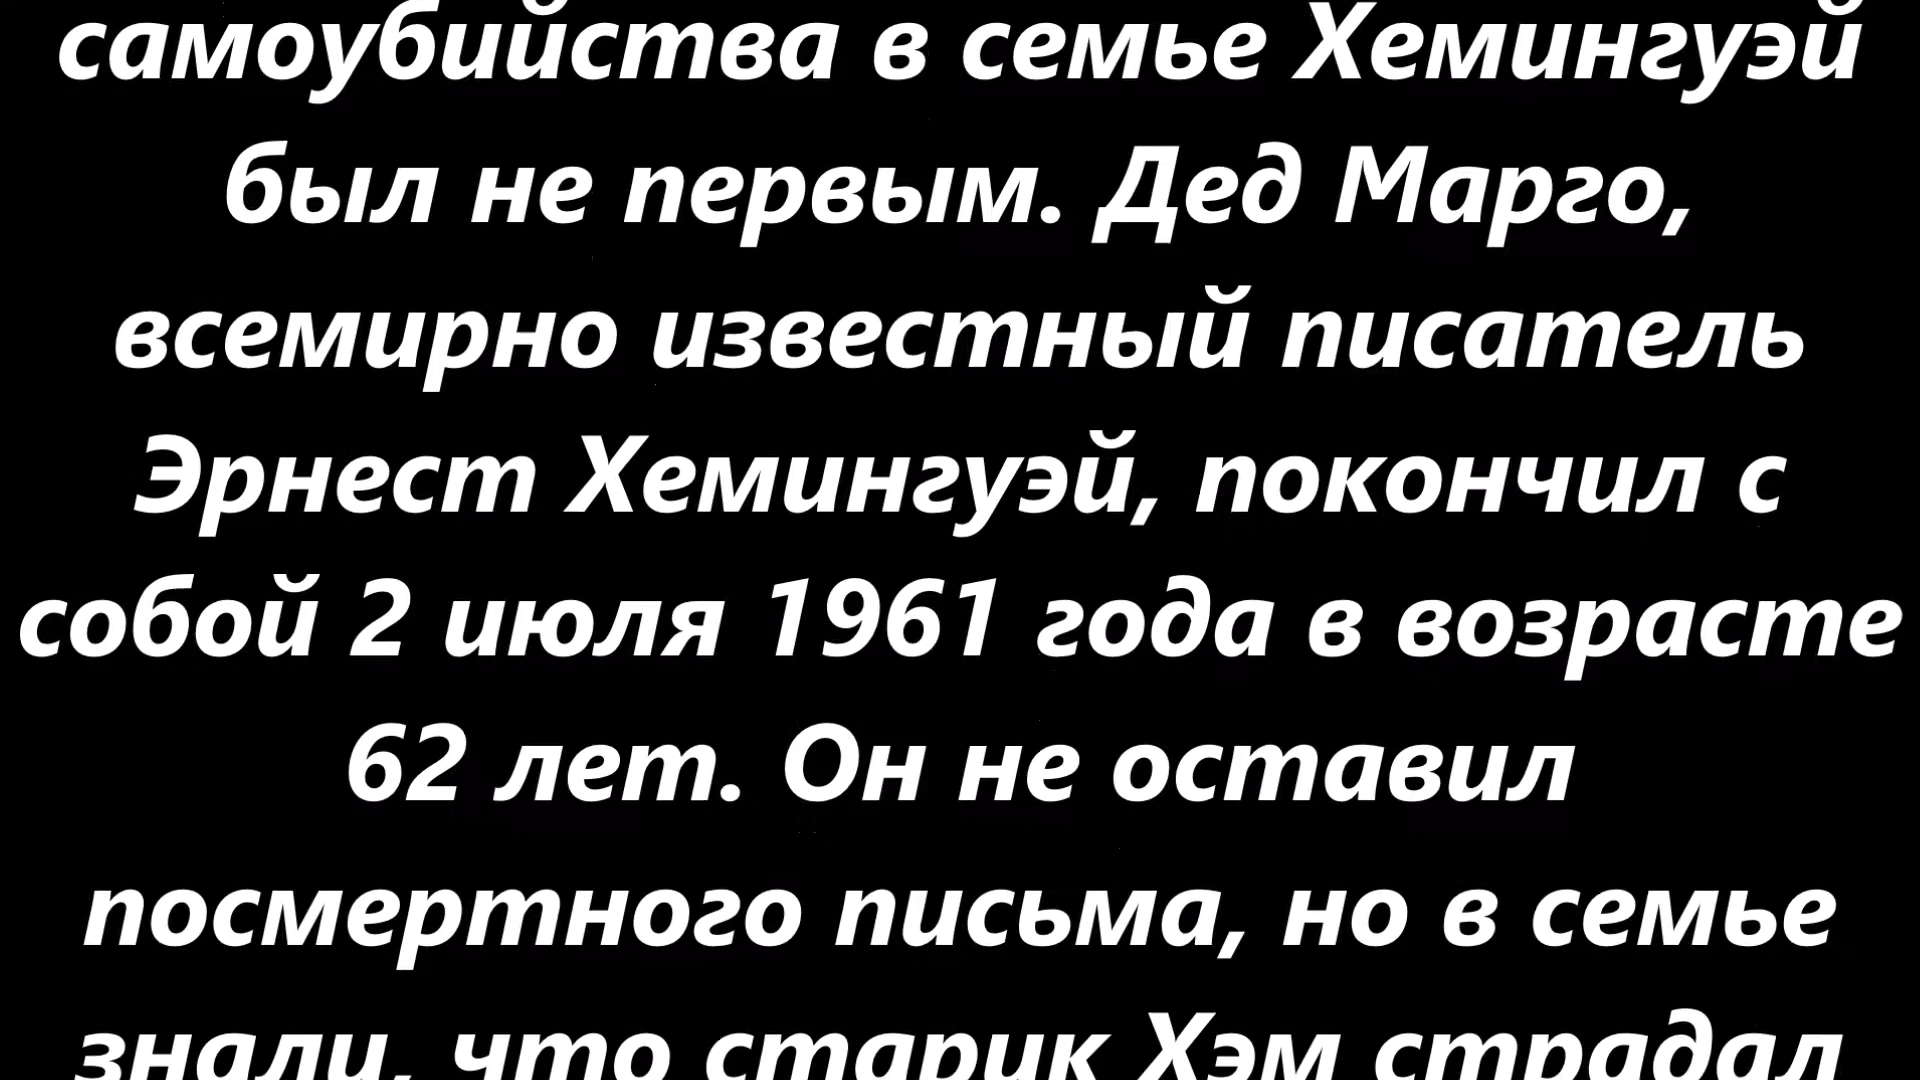 самоубийства в семье Хемингуэй
был не первым. Дед Марго,
всемирно известный писатель
Эрнест Хемингуэй, покончил с
собой 2 июля 1961 года в возрасте
62 лет. Он не оставил
посмертного письма, но в семье
знали, что старик Хэм страдал